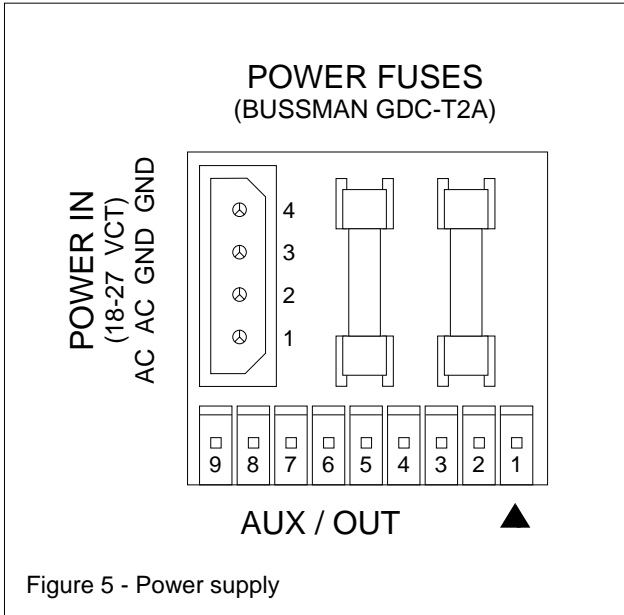 POWER FUSES
(BUSSMAN GDC-T2A)
POWER IN
(18-27 VCT)
AC AC GND GND
4
3
2
1
9 8 7 6 5 4 3 2 1
AUX / OUT
Figure 5 - Power supply